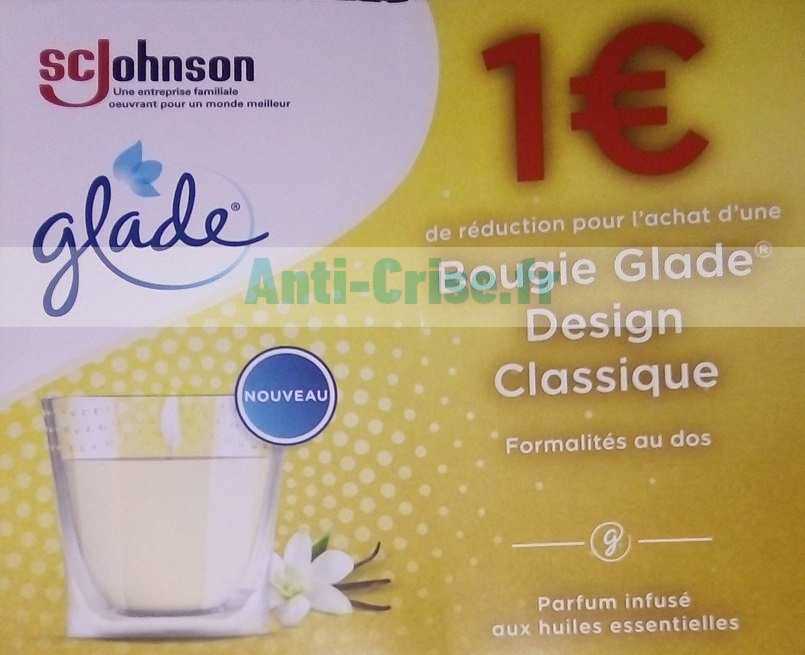 SCJohnson
Une entreprise familiale
oeuvrant pour un monde meilleur
glade®
1€
de réduction pour l'achat d'une
Bougie Glade®
Design
Classique
Anti-Crise.fr
NOUVEAU
Formalités au dos
g
Parfum infusé
aux huiles essentielles